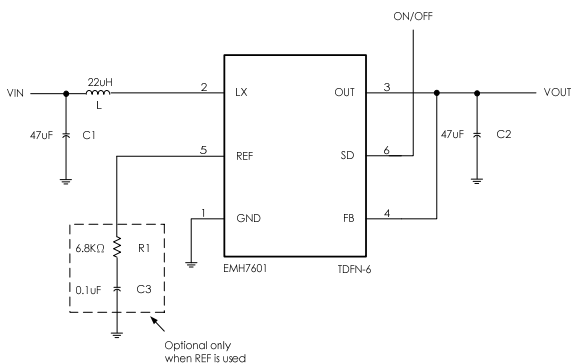 ON/OFF
22uH
VIN
L
2
LX
OUT
3
VOUT
47uF
C1
47uF
C2
5
REF
SD
6
1
GND
FB
4
6.8KΩ
R1
EMH7601
TDFN-6
0.1uF
C3
Optional only
when REF is used